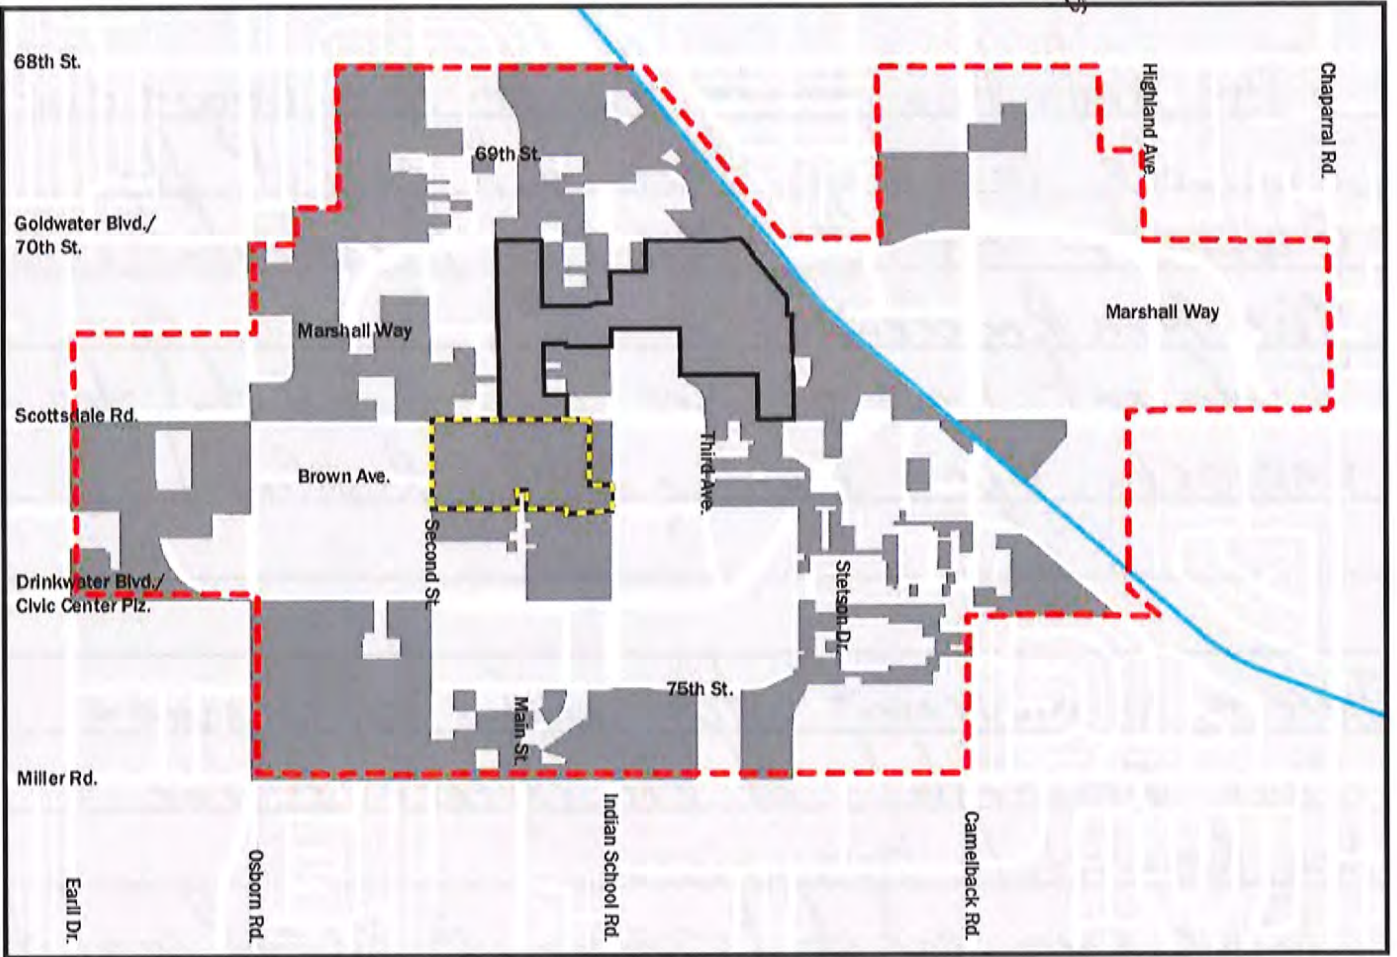 68th St.
Highland Ave.
Chaparral Rd.
69th St.
Goldwater Blvd./
70th St.
Marshall Way
Marshall Way
Scottsdale Rd.
Third Ave.
Brown Ave.
Second St.
Stetson Dr.
Drinkwater Blvd./
Civic Center Plz.
75th St.
Main St.
Miller Rd.
Indian School Rd.
Camelback Rd.
Osborn Rd.
Earll Dr.